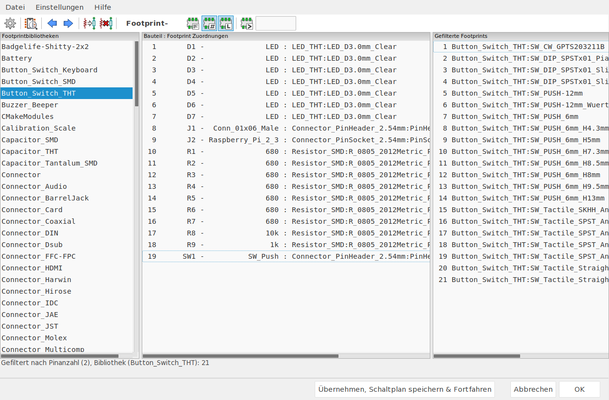 Datei Einstellungen Hilfe
Footprint-
Footprintbibliotheken
Badgelife-Shitty-2x2
Battery
Button_Switch_Keyboard
Button_Switch_SMD
Button_Switch_THT
Buzzer_Beeper
CMakeModules
Calibration_Scale
Capacitor_SMD
Capacitor_THT
Capacitor_Tantalum_SMD
Connector
Connector_Audio
Connector_BarrelJack
Connector_Card
Connector_Coaxial
Connector_DIN
Connector_Dsub
Connector_FFC-FPC
Connector_HDMI
Connector_Harwin
Connector_Hirose
Connector_IDC
Connector_JAE
Connector_JST
Connector_Molex
Connector_Multicomp
Bauteil : Footprint Zuordnungen
1 D1 - LED : LED_THT:LED_D3.0mm_Clear
2 D2 - LED : LED_THT:LED_D3.0mm_Clear
3 D3 - LED : LED_THT:LED_D3.0mm_Clear
4 D4 - LED : LED_THT:LED_D3.0mm_Clear
5 D5 - LED : LED_THT:LED_D3.0mm_Clear
6 D6 - LED : LED_THT:LED_D3.0mm_Clear
7 D7 - LED : LED_THT:LED_D3.0mm_Clear
8 J1 - Conn_01x06_Male : Connector_PinHeader_2.54mm:PinHe
9 J2 - Raspberry_Pi_2_3 : Connector_PinSocket_2.54mm:PinSo
10 R1 - 680 : Resistor_SMD:R_0805_2012Metric_P
11 R2 - 680 : Resistor_SMD:R_0805_2012Metric_P
12 R3 - 680 : Resistor_SMD:R_0805_2012Metric_P
13 R4 - 680 : Resistor_SMD:R_0805_2012Metric_P
14 R5 - 680 : Resistor_SMD:R_0805_2012Metric_P
15 R6 - 680 : Resistor_SMD:R_0805_2012Metric_P
16 R7 - 680 : Resistor_SMD:R_0805_2012Metric_P
17 R8 - 10k : Resistor_SMD:R_0805_2012Metric_P
18 R9 - 1k : Resistor_SMD:R_0805_2012Metric_P
19 SW1 - SW_Push : Connector_PinHeader_2.54mm:PinHe
Gefilterte Footprints
1 Button_Switch_THT:SW_CW_GPTS203211B
2 Button_Switch_THT:SW_DIP_SPSTx01_Pia
3 Button_Switch_THT:SW_DIP_SPSTx01_Sli
4 Button_Switch_THT:SW_DIP_SPSTx01_Sli
5 Button_Switch_THT:SW_PUSH-12mm
6 Button_Switch_THT:SW_PUSH-12mm_Wuert
7 Button_Switch_THT:SW_PUSH_6mm
8 Button_Switch_THT:SW_PUSH_6mm_H4.3mm
9 Button_Switch_THT:SW_PUSH_6mm_H5mm
10 Button_Switch_THT:SW_PUSH_6mm_H7.3mm
11 Button_Switch_THT:SW_PUSH_6mm_H8.5mm
12 Button_Switch_THT:SW_PUSH_6mm_H8mm
13 Button_Switch_THT:SW_PUSH_6mm_H9.5mm
14 Button_Switch_THT:SW_PUSH_6mm_H13mm
15 Button_Switch_THT:SW_Tactile_SKHH_An
16 Button_Switch_THT:SW_Tactile_SPST_An
17 Button_Switch_THT:SW_Tactile_SPST_An
18 Button_Switch_THT:SW_Tactile_SPST_An
19 Button_Switch_THT:SW_Tactile_SPST_An
20 Button_Switch_THT:SW_Tactile_Straigh
21 Button_Switch_THT:SW_Tactile_Straigh
Gefiltert nach Pinanzahl (2), Bibliothek (Button_Switch_THT): 21
Übernehmen, Schaltplan speichern & Fortfahren Abbrechen OK